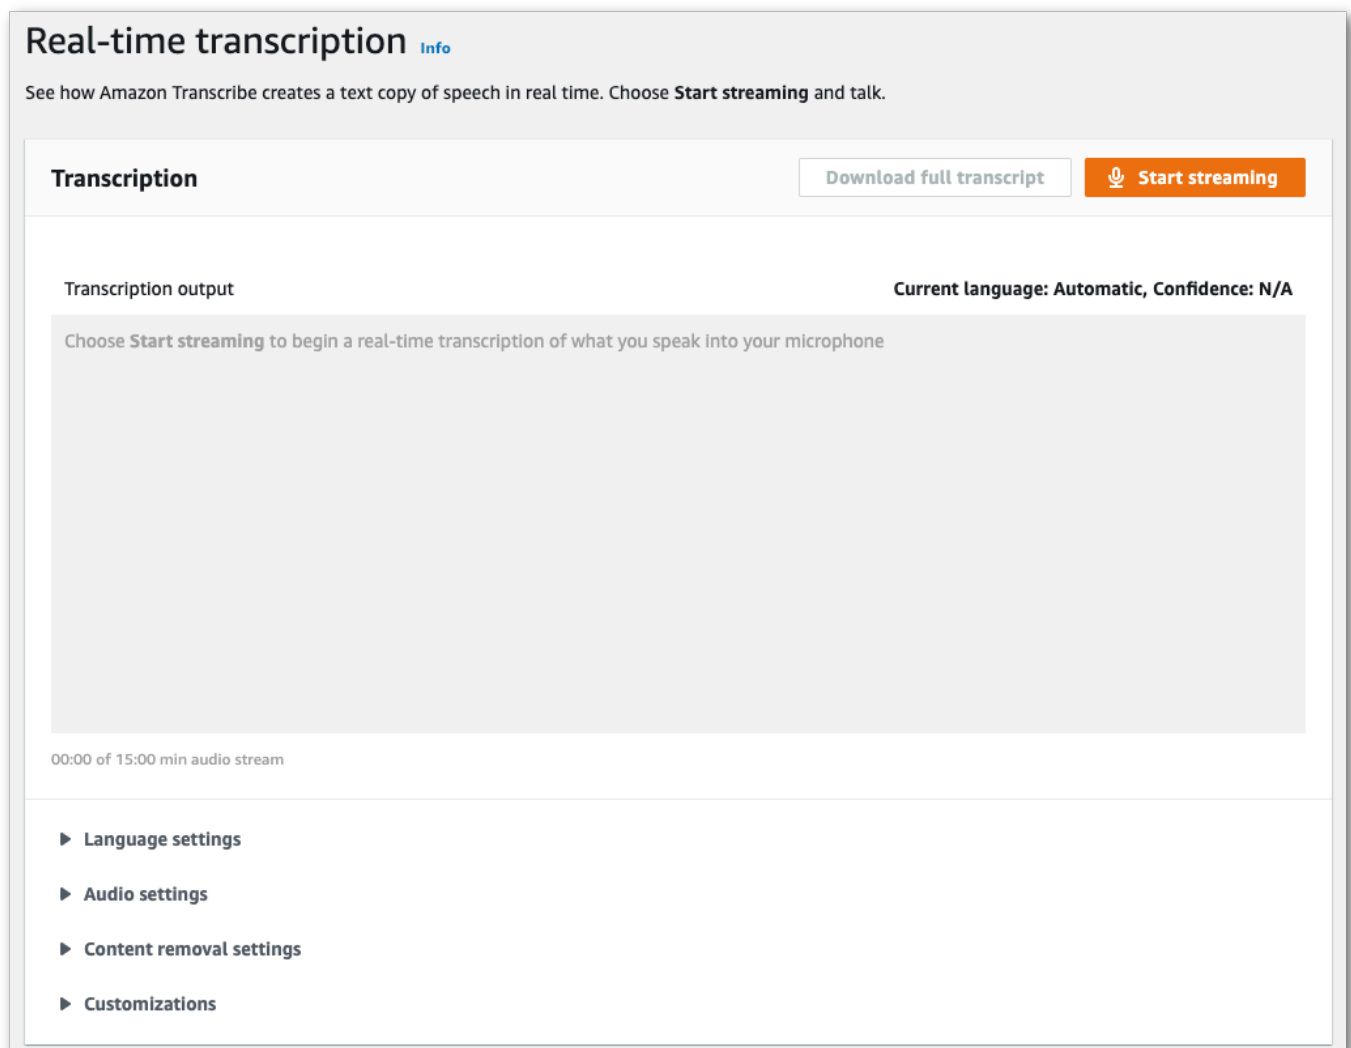 Real-time transcription Info
See how Amazon Transcribe creates a text copy of speech in real time. Choose Start streaming and talk.
Transcription
Download full transcript
Start streaming
Transcription output
Current language: Automatic, Confidence: N/A
Choose Start streaming to begin a real-time transcription of what you speak into your microphone
00:00 of 15:00 min audio stream
Language settings
Audio settings
Content removal settings
Customizations